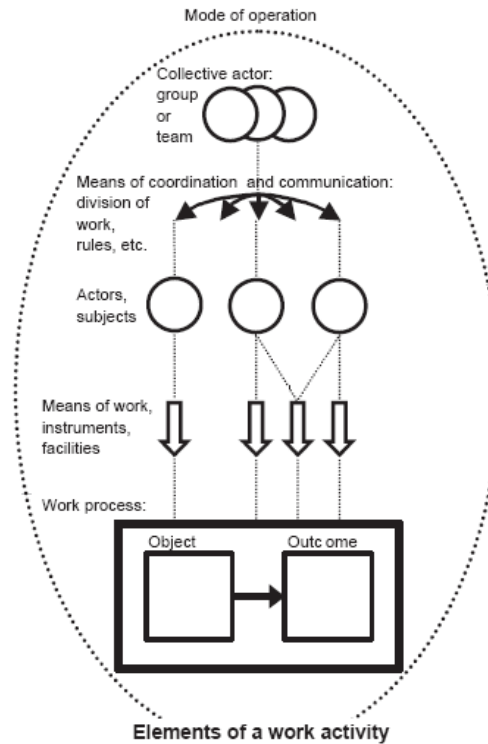 Mode of operation
Collective actor:
group
or
team
Means of coordination and communication:
division of
work,
rules, etc.
Actors,
subjects
Means of work,
instruments,
facilities
Work process:
Object
Outc ome
Elements of a work activity